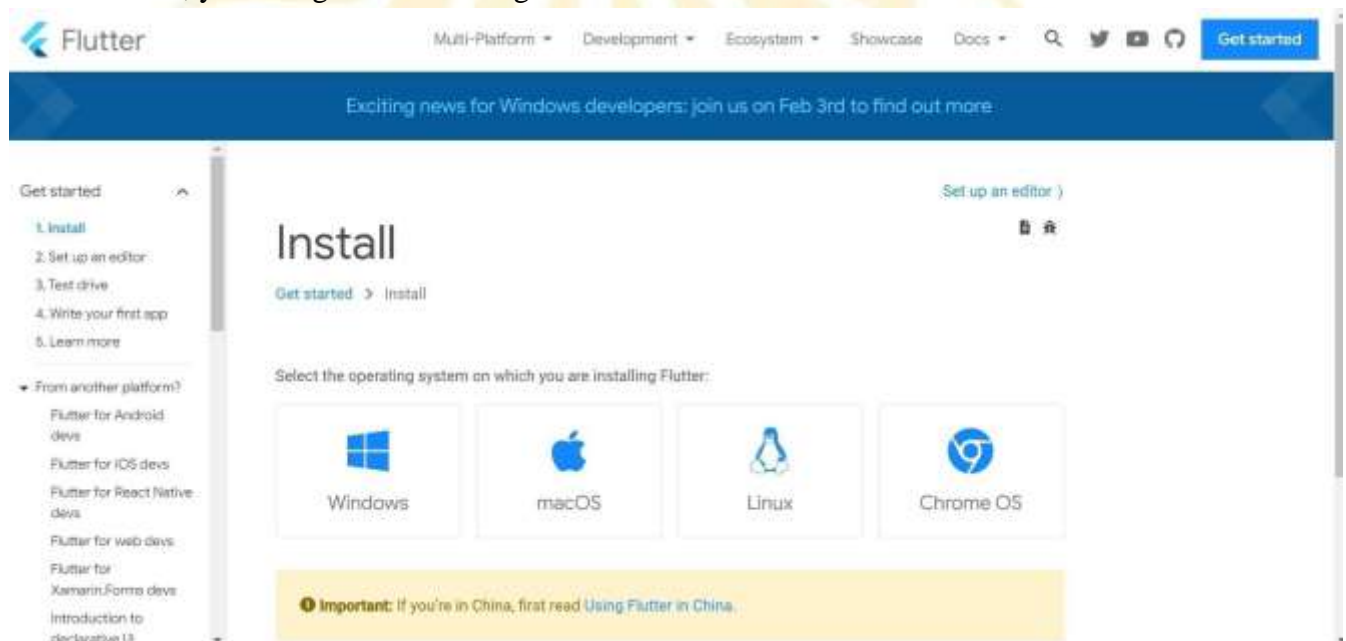 Flutter
Multi-Platform Development Ecosystem Showcase Docs Get started
Exciting news for Windows developers: join us on Feb 3rd to find out more
Get started
1. Install
2. Set up an editor
3. Test drive
4. Write your first app
5. Learn more
From another platform?
Flutter for Android
devs
Flutter for iOS devs
Flutter for React Native
devs
Flutter for web devs
Flutter for
Xamarin.Forms devs
Introduction to
declarative UI
Set up an editor
Install
Get started > Install
Select the operating system on which you are installing Flutter:
Windows macOS Linux Chrome OS
Important: If you're in China, first read Using Flutter in China.